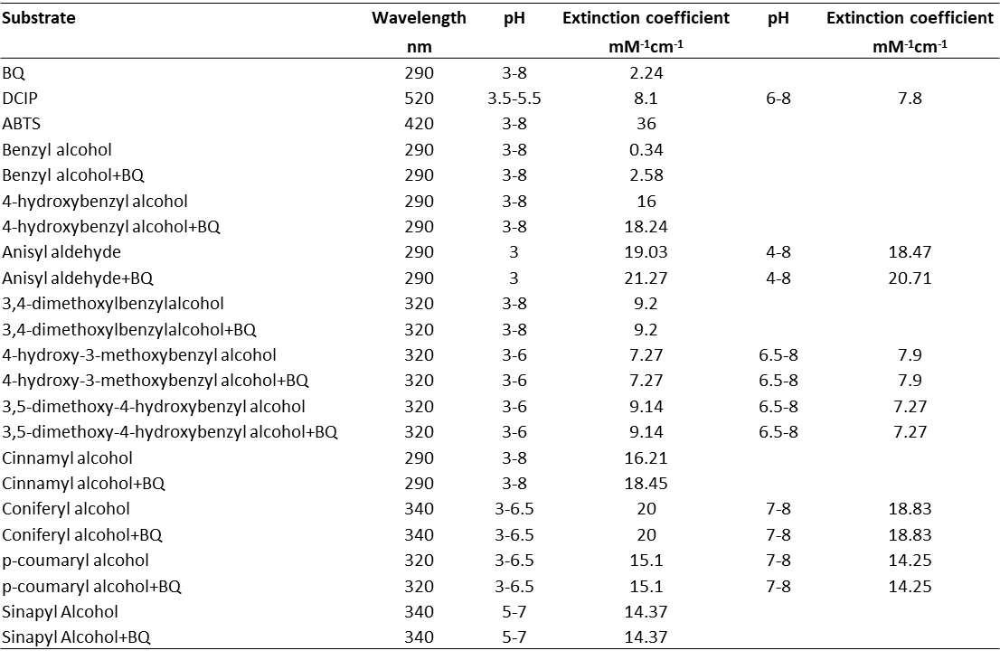 Substrate Wavelength pH Extinction coefficient pH Extinction coefficient
nm mM-1cm-1 mM-1cm-1
BQ 290 3-8 2.24
DCIP 520 3.5-5.5 8.1 6-8 7.8
ABTS 420 3-8 36
Benzyl alcohol 290 3-8 0.34
Benzyl alcohol+BQ 290 3-8 2.58
4-hydroxybenzyl alcohol 290 3-8 16
4-hydroxybenzyl alcohol+BQ 290 3-8 18.24
Anisyl aldehyde 290 3 19.03 4-8 18.47
Anisyl aldehyde+BQ 290 3 21.27 4-8 20.71
3,4-dimethoxylbenzylalcohol 320 3-8 9.2
3,4-dimethoxylbenzylalcohol+BQ 320 3-8 9.2
4-hydroxy-3-methoxybenzyl alcohol 320 3-6 7.27 6.5-8 7.9
4-hydroxy-3-methoxybenzyl alcohol+BQ 320 3-6 7.27 6.5-8 7.9
3,5-dimethoxy-4-hydroxybenzyl alcohol 320 3-6 9.14 6.5-8 7.27
3,5-dimethoxy-4-hydroxybenzyl alcohol+BQ 320 3-6 9.14 6.5-8 7.27
Cinnamyl alcohol 290 3-8 16.21
Cinnamyl alcohol+BQ 290 3-8 18.45
Coniferyl alcohol 340 3-6.5 20 7-8 18.83
Coniferyl alcohol+BQ 340 3-6.5 20 7-8 18.83
p-coumaryl alcohol 320 3-6.5 15.1 7-8 14.25
p-coumaryl alcohol+BQ 320 3-6.5 15.1 7-8 14.25
Sinapyl Alcohol 340 5-7 14.37
Sinapyl Alcohol+BQ 340 5-7 14.37